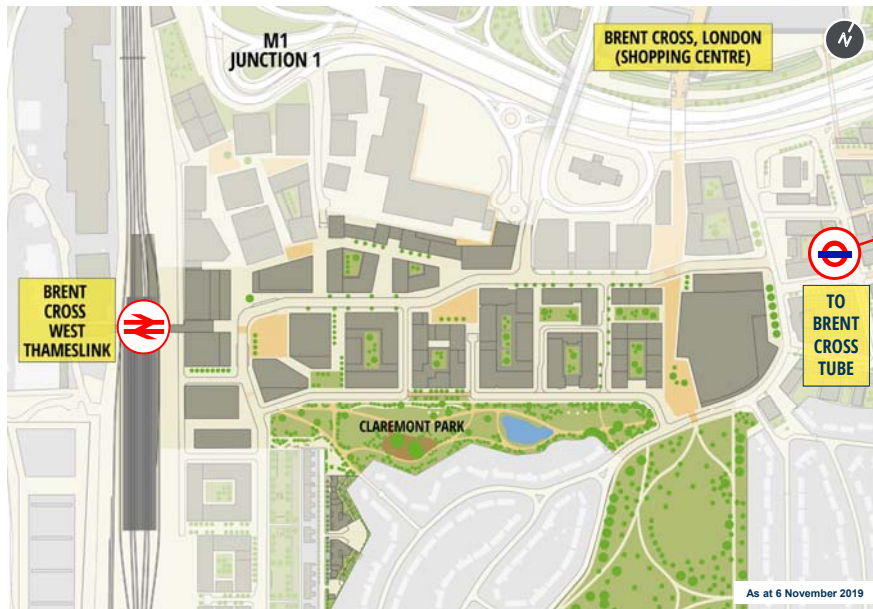 M1
JUNCTION 1
BRENT CROSS, LONDON
(SHOPPING CENTRE)
N
BRENT
CROSS
WEST
THAMESLINK
TO
BRENT
CROSS
TUBE
CLAREMONT PARK
As at 6 November 2019